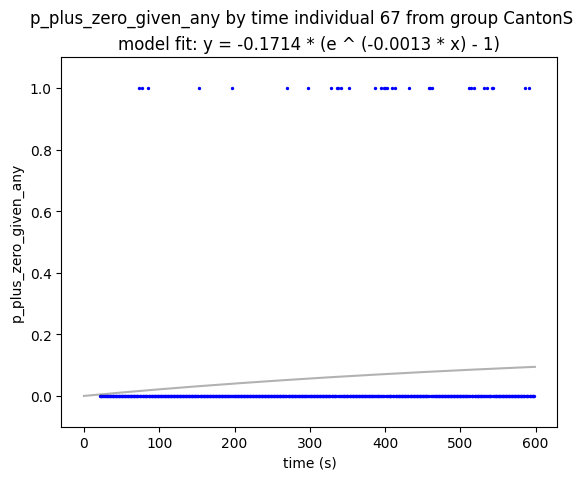 p_plus_zero_given_any by time individual 67 from group CantonS
model fit: y = -0.1714 * (e ^ (-0.0013 * x) - 1)
p_plus_zero_given_any
1.0
0.8
0.6
0.4
0.2
0.0
0 100 200 300 400 500 600
time (s)